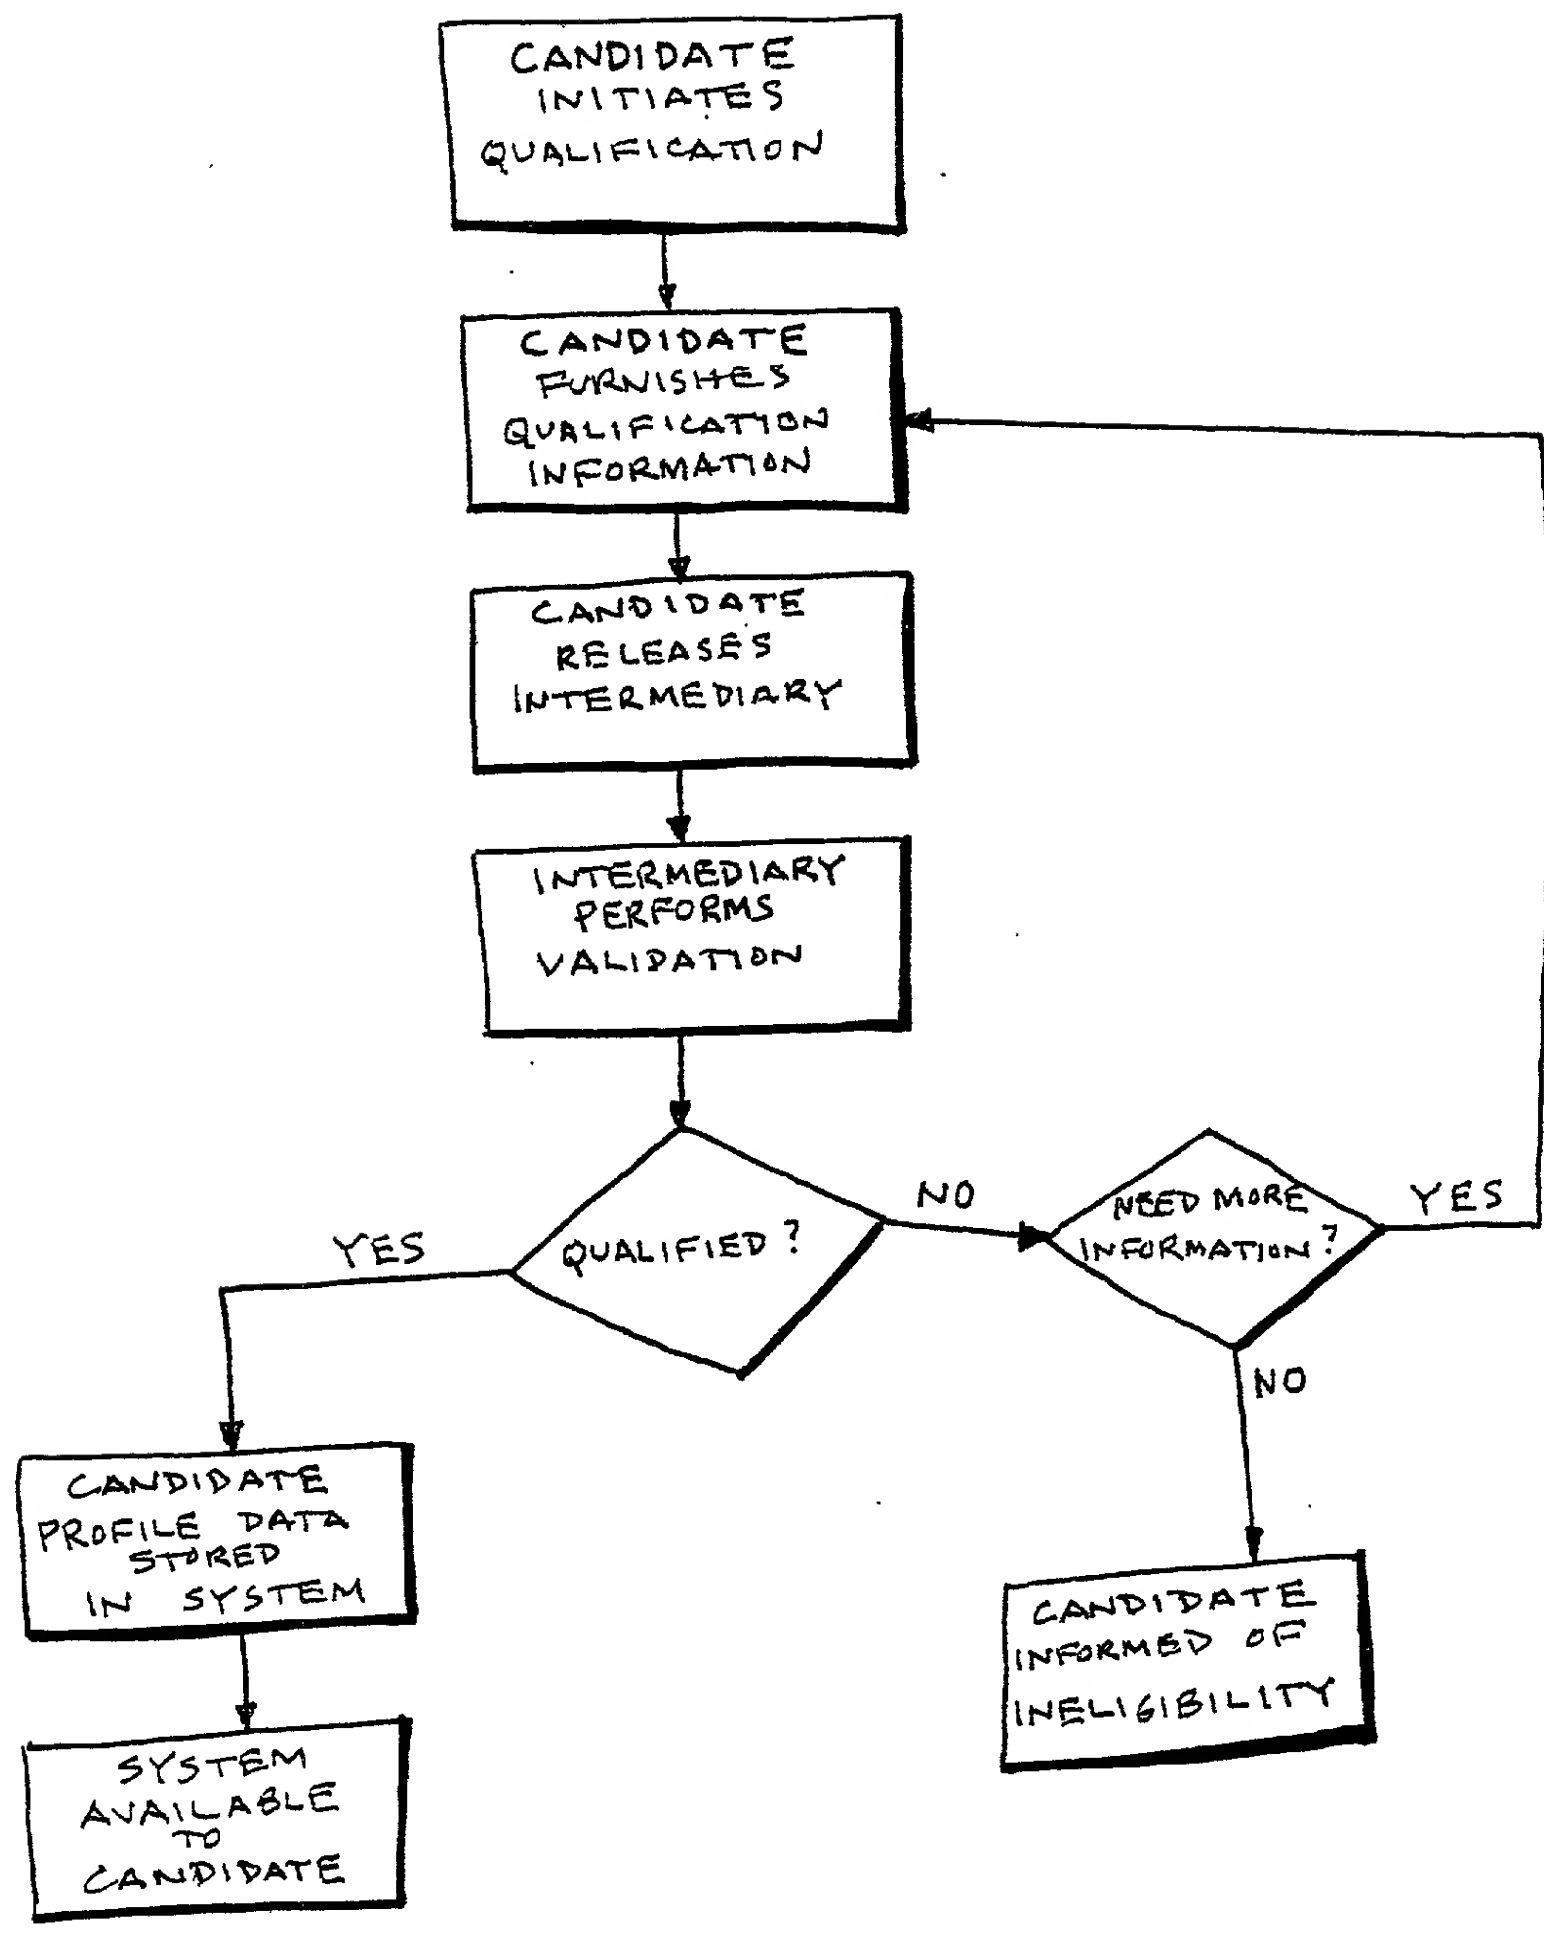 CANDIDATE
INITIATES
QUALIFICATION
CANDIDATE
FURNISHES
QUALIFICATION
INFORMATION
CANDIDATE
RELEASES
INTERMEDIARY
INTERMEDIARY
PERFORMS
VALIDATION
QUALIFIED?
NO
NEED MORE
INFORMATION?
YES
YES
NO
CANDIDATE
PROFILE DATA
STORED
IN SYSTEM
CANDIDATE
INFORMED OF
INELIGIBILITY
SYSTEM
AVAILABLE
TO
CANDIDATE